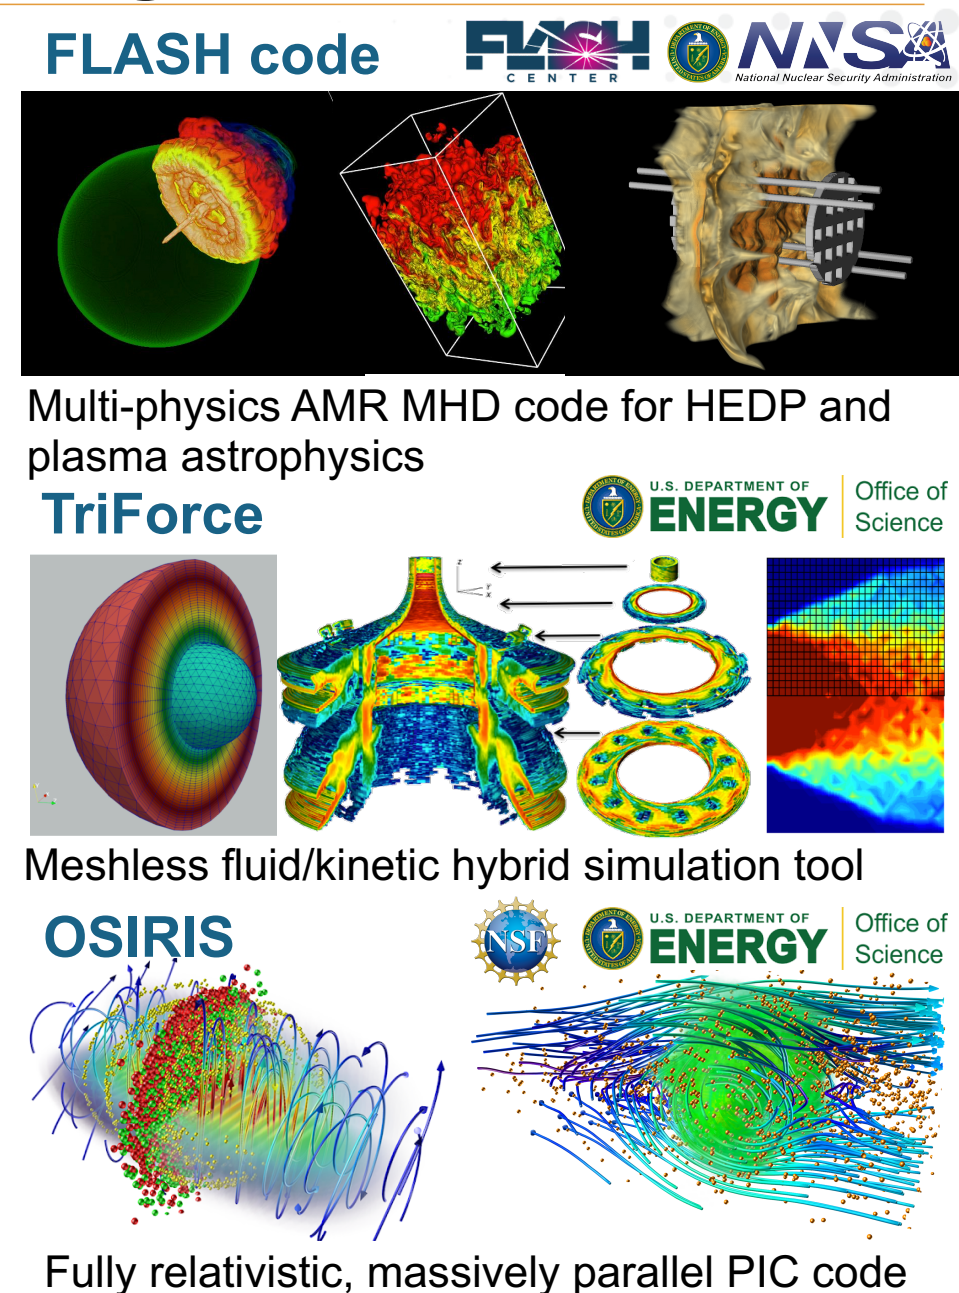 FLASH code
FLASH
CENTER
NNSA
National Nuclear Security Administration
Multi-physics AMR MHD code for HEDP and
plasma astrophysics
TriForce
U.S. DEPARTMENT OF
ENERGY
Office of
Science
Z
Y
X
Meshless fluid/kinetic hybrid simulation tool
OSIRIS
NSF
U.S. DEPARTMENT OF
ENERGY
Office of
Science
Fully relativistic, massively parallel PIC code